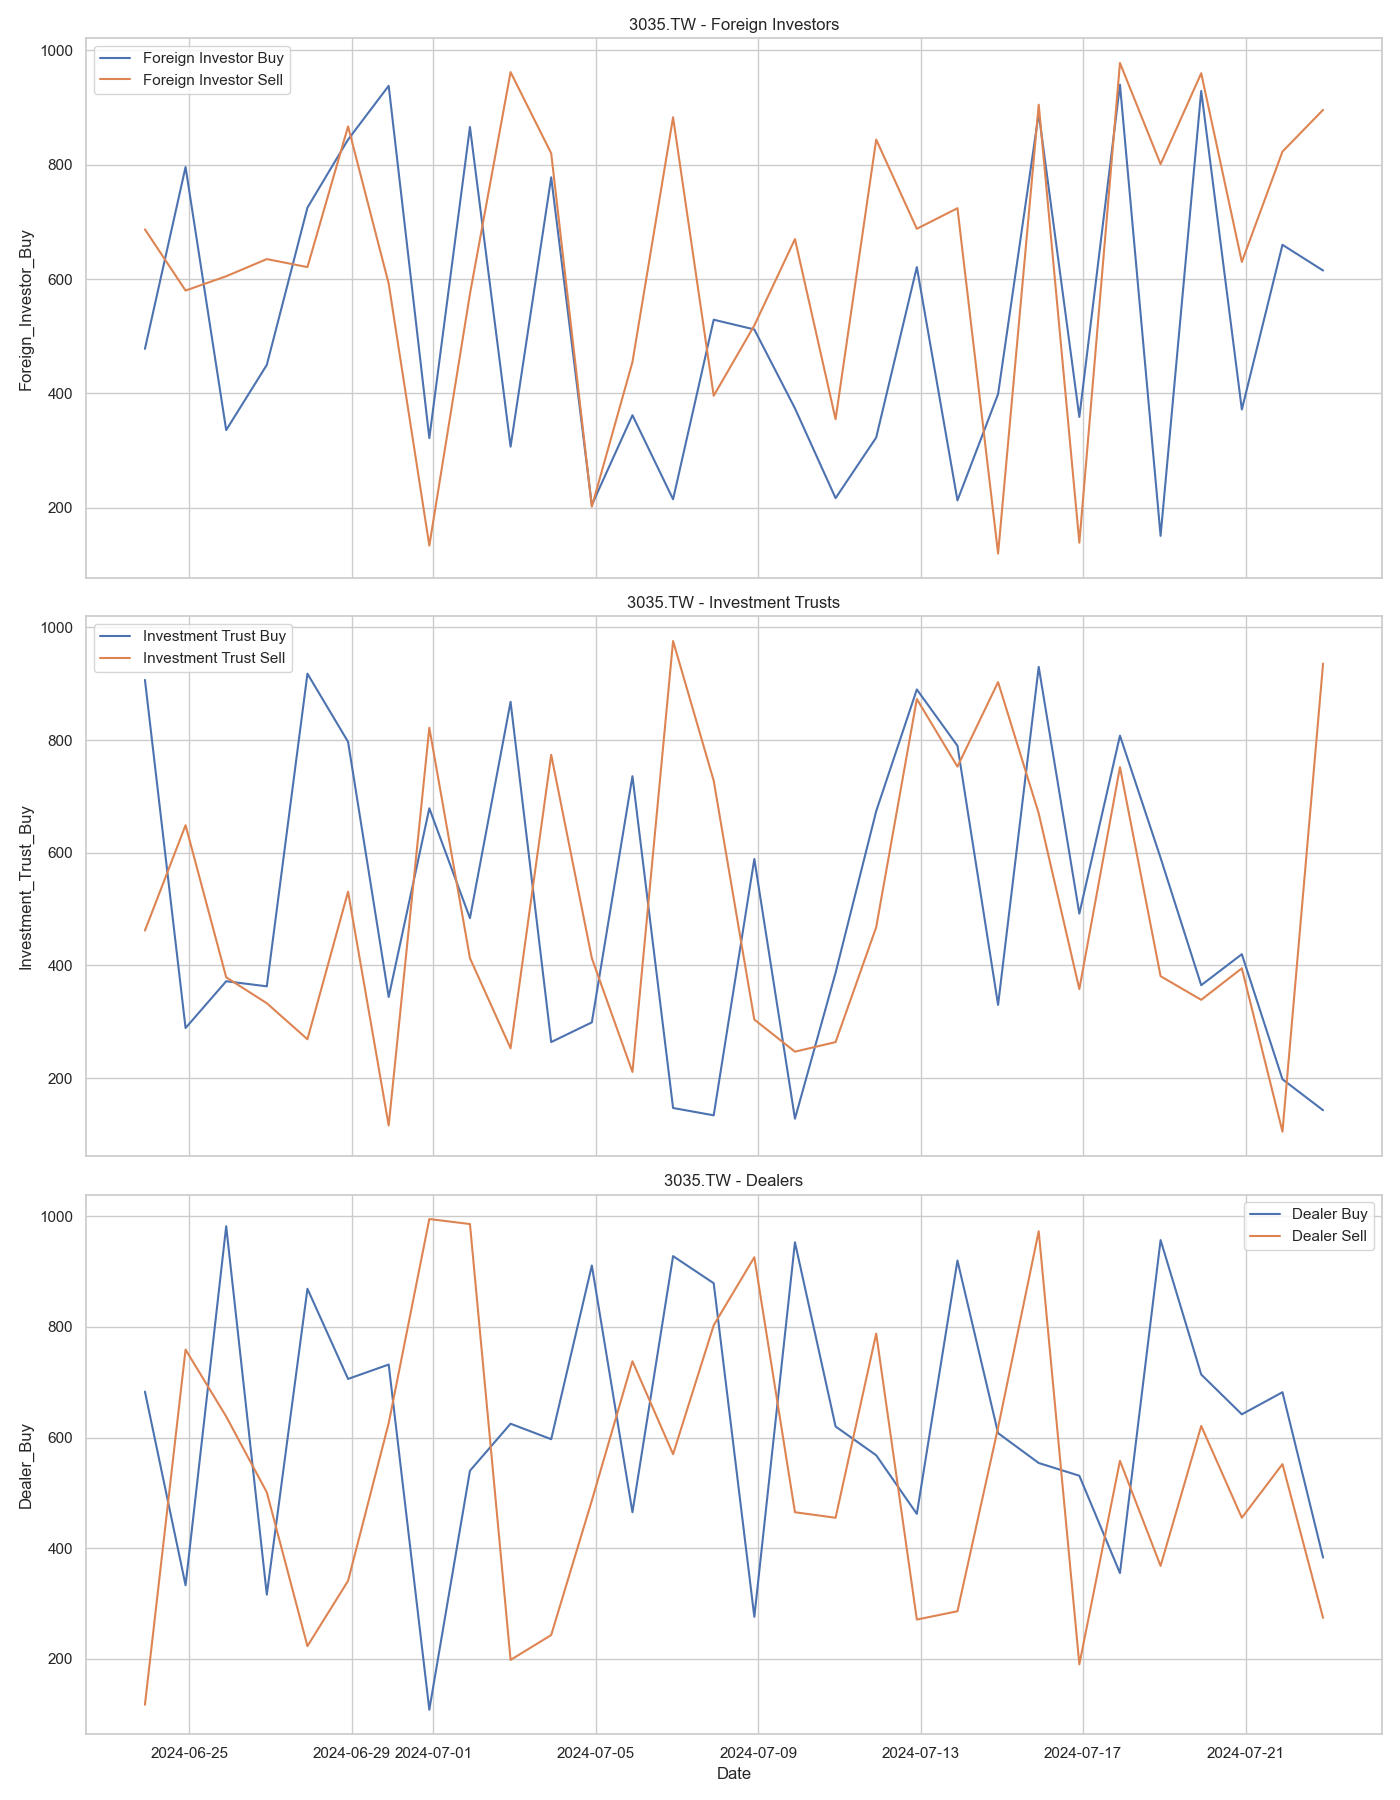 3035.TW - Foreign Investors
Foreign Investor Buy
Foreign Investor Sell
1000
800
600
400
200
Foreign_Investor_Buy
3035.TW - Investment Trusts
Investment Trust Buy
Investment Trust Sell
1000
800
600
400
200
Investment_Trust_Buy
3035.TW - Dealers
Dealer Buy
Dealer Sell
1000
800
600
400
200
Dealer_Buy
2024-06-25 2024-06-29 2024-07-01 2024-07-05 2024-07-09 2024-07-13 2024-07-17 2024-07-21
Date